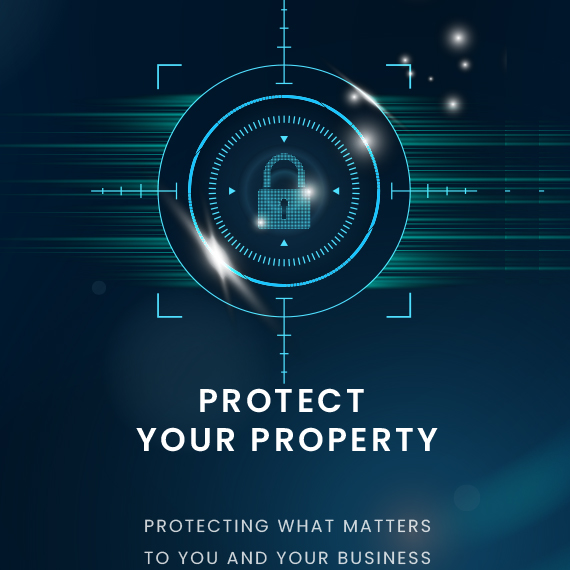 PROTECT
YOUR PROPERTY
PROTECTING WHAT MATTERS
TO YOU AND YOUR BUSINESS